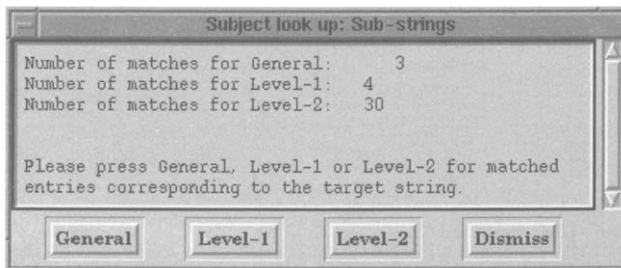 Subject look up: Sub-strings
Number of matches for General: 3
Number of matches for Level-1: 4
Number of matches for Level-2: 30
Please press General, Level-1 or Level-2 for matched
entries corresponding to the target string.
General Level-1 Level-2 Dismiss